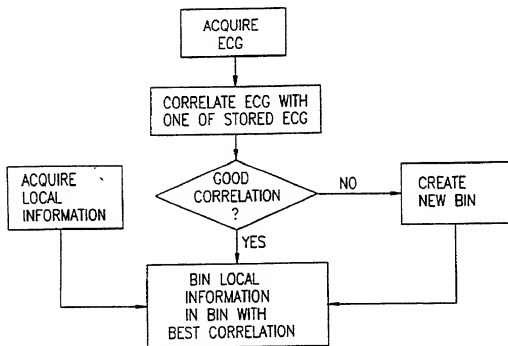 ACQUIRE
ECG
CORRELATE ECG WITH
ONE OF STORED ECG
GOOD
CORRELATION
?
NO
YES
ACQUIRE
LOCAL
INFORMATION
CREATE
NEW BIN
BIN LOCAL
INFORMATION
IN BIN WITH
BEST CORRELATION